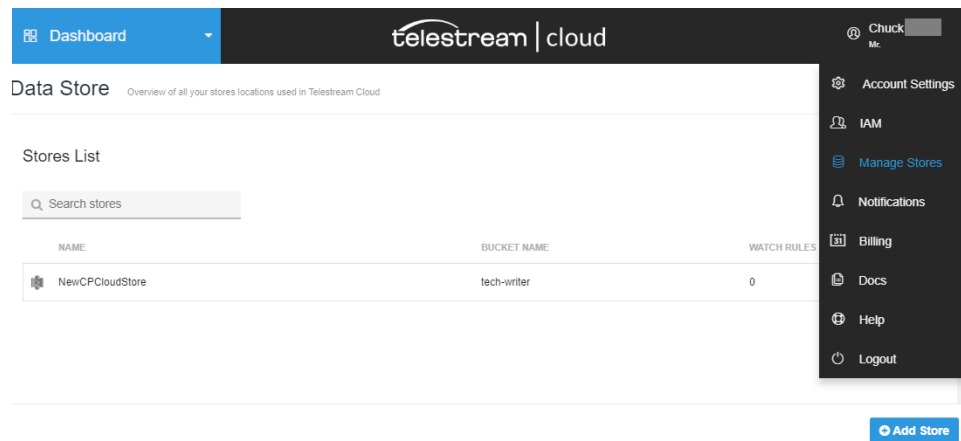 Dashboard
telestream | cloud
Chuck
Mr.
Data Store
Overview of all your stores locations used in Telestream Cloud
Account Settings
IAM
Stores List
Manage Stores
Search stores
Notifications
NAME
BUCKET NAME
WATCH RULES
31
Billing
NewCPCloudStore
tech-writer
0
Docs
Help
Logout
Add Store